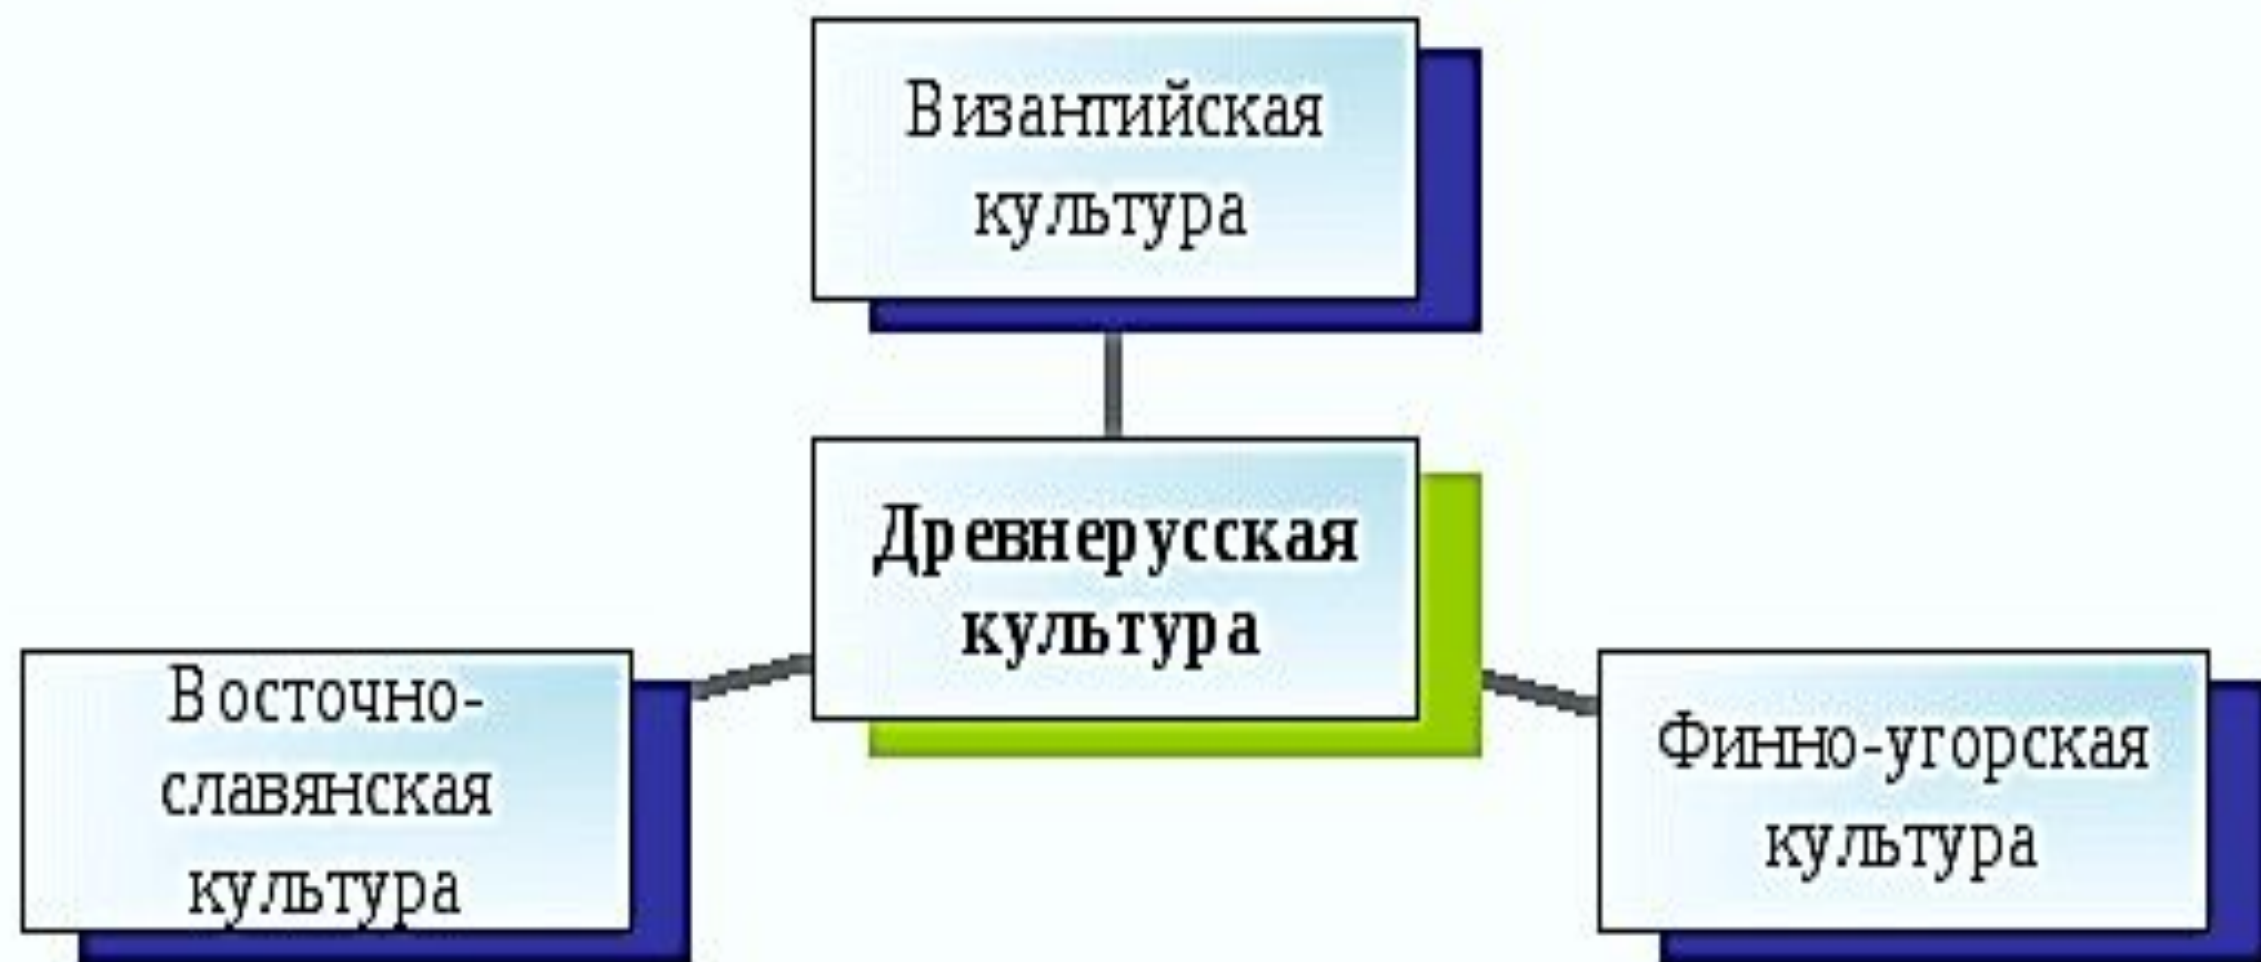 Византийская
культура
Древнерусская
культура
Восточно-
славянская
культура
Финно-угорская
культура